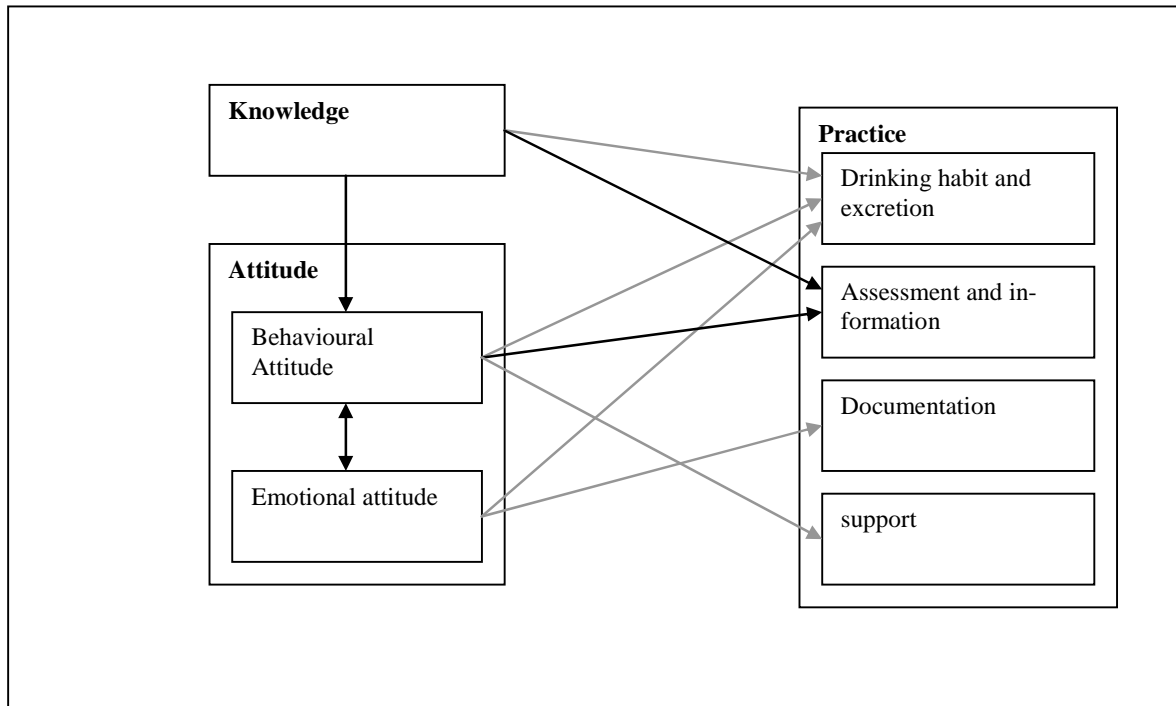 Knowledge
Attitude
Behavioural
Attitude
Emotional attitude
Practice
Drinking habit and
excretion
Assessment and in-
formation
Documentation
support